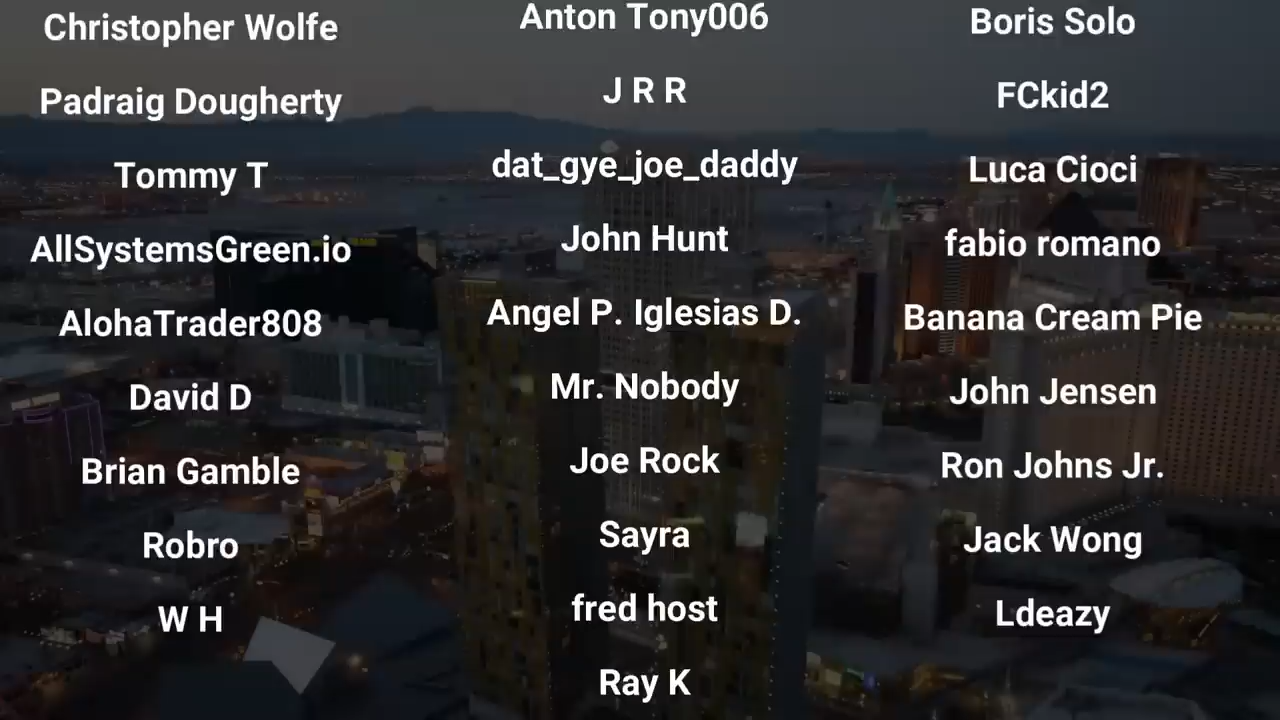 Christopher Wolfe
Padraig Dougherty
Tommy T
AllSystemsGreen.io
AlohaTrader808
David D
Brian Gamble
Robro
W H
Anton Tony006
J R R
dat_gye_joe_daddy
John Hunt
Angel P. Iglesias D.
Mr. Nobody
Joe Rock
Sayra
fred host
Ray K
Boris Solo
FCkid2
Luca Cioci
fabio romano
Banana Cream Pie
John Jensen
Ron Johns Jr.
Jack Wong
Ldeazy